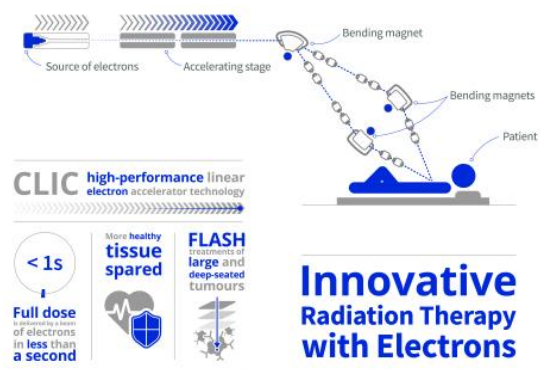 Bending magnet
Source of electrons
Accelerating stage
Bending magnets
Patient
CLIC
high-performance linear
electron accelerator technology
< 1s
Full dose
is delivered by a beam
of electrons
in less than
a second
More healthy
tissue
spared
FLASH
treatments of
large and
deep-seated
tumours
Innovative
Radiation Therapy
with Electrons